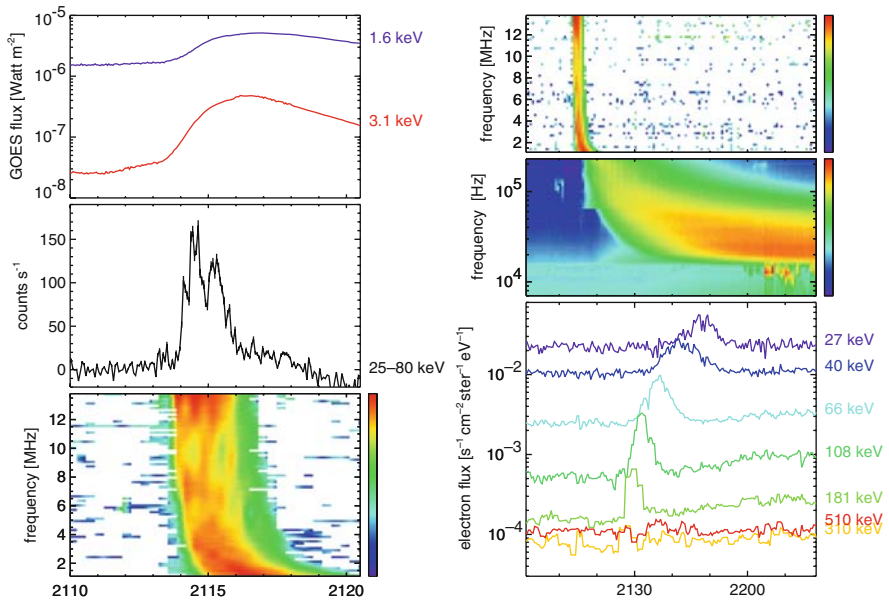 GOES flux [Watt m⁻²]
10⁻⁵
10⁻⁶
10⁻⁷
10⁻⁸
1.6 keV
3.1 keV
counts s⁻¹
150
100
50
0
25–80 keV
frequency [MHz]
12
10
8
6
4
2
2110
2115
2120
frequency [MHz]
12
10
8
6
4
2
frequency [Hz]
10⁵
10⁴
electron flux [s⁻¹ cm⁻² ster⁻¹ eV⁻¹]
10⁻²
10⁻³
10⁻⁴
27 keV
40 keV
66 keV
108 keV
181 keV
510 keV
310 keV
2130
2200